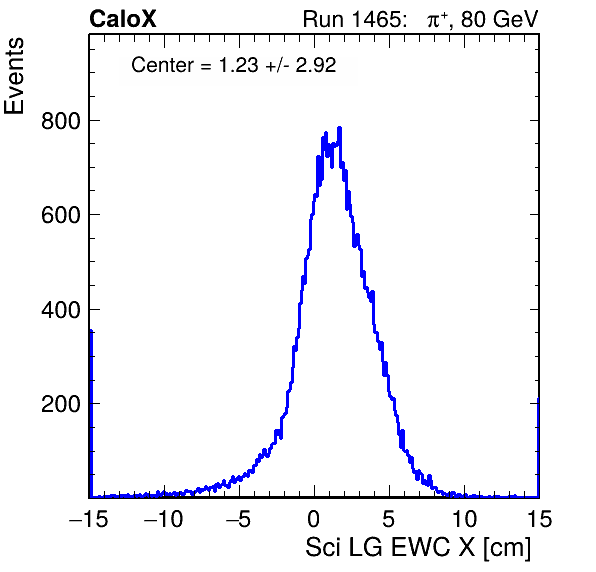 CaloX Run 1465: π⁺, 80 GeV
Events
Center = 1.23 +/- 2.92
800
600
400
200
−15 −10 −5 0 5 10 15
Sci LG EWC X [cm]